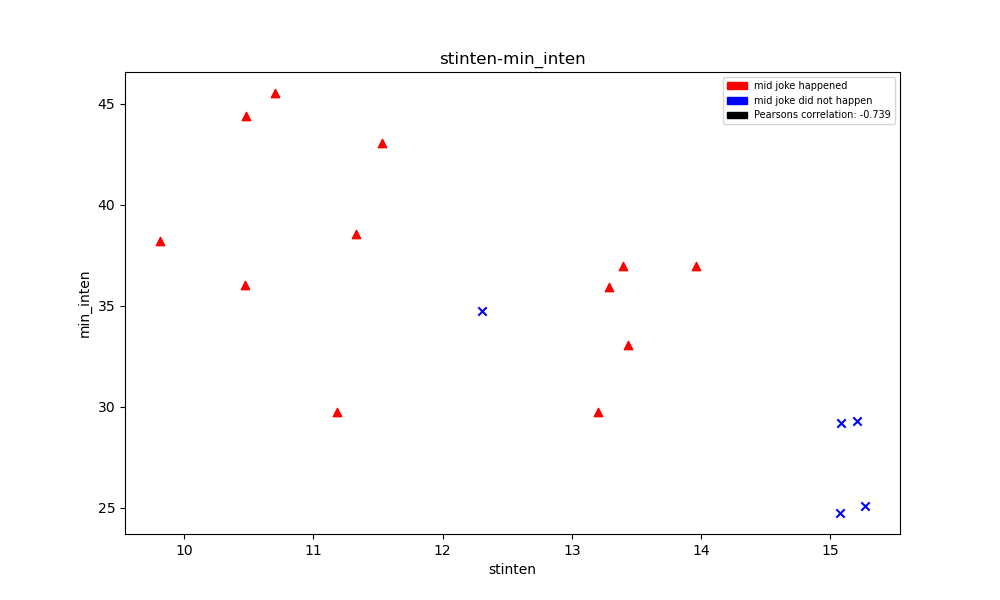 stinten-min_inten
mid joke happened
mid joke did not happen
Pearsons correlation: -0.739
45
40
35
30
25
min_inten
10 11 12 13 14 15
stinten